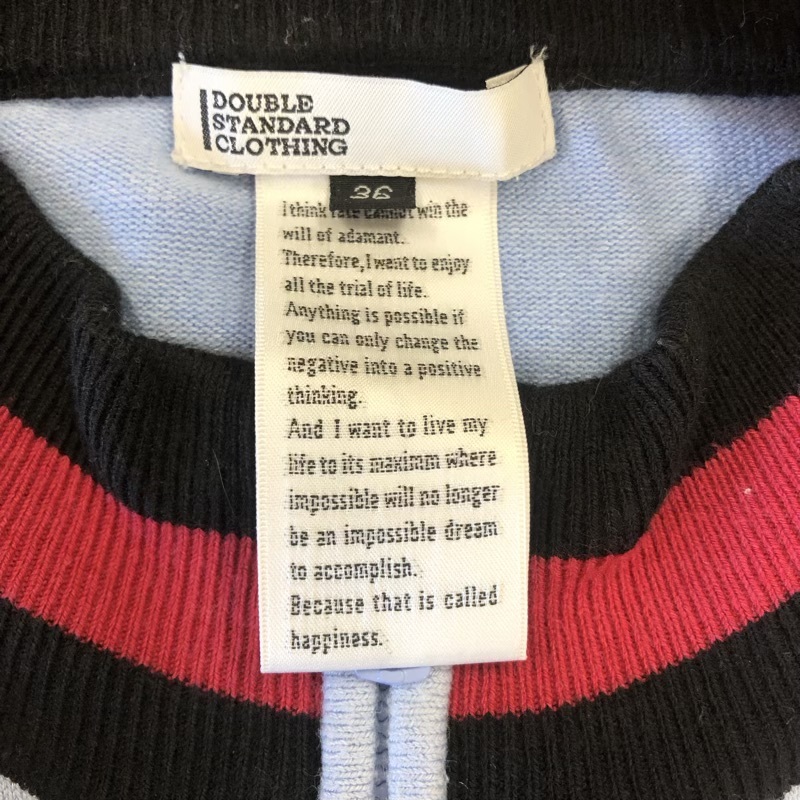 DOUBLE
STANDARD
CLOTHING
36
I think fate cannot win the
will of adamant.
Therefore,I want to enjoy
all the trial of life.
Anything is possible if
you can only change the
negative into a positive
thinking.
And I want to live my
life to its maximm where
impossible will no longer
be an impossible dream
to accomplish.
Because that is called
happiness.